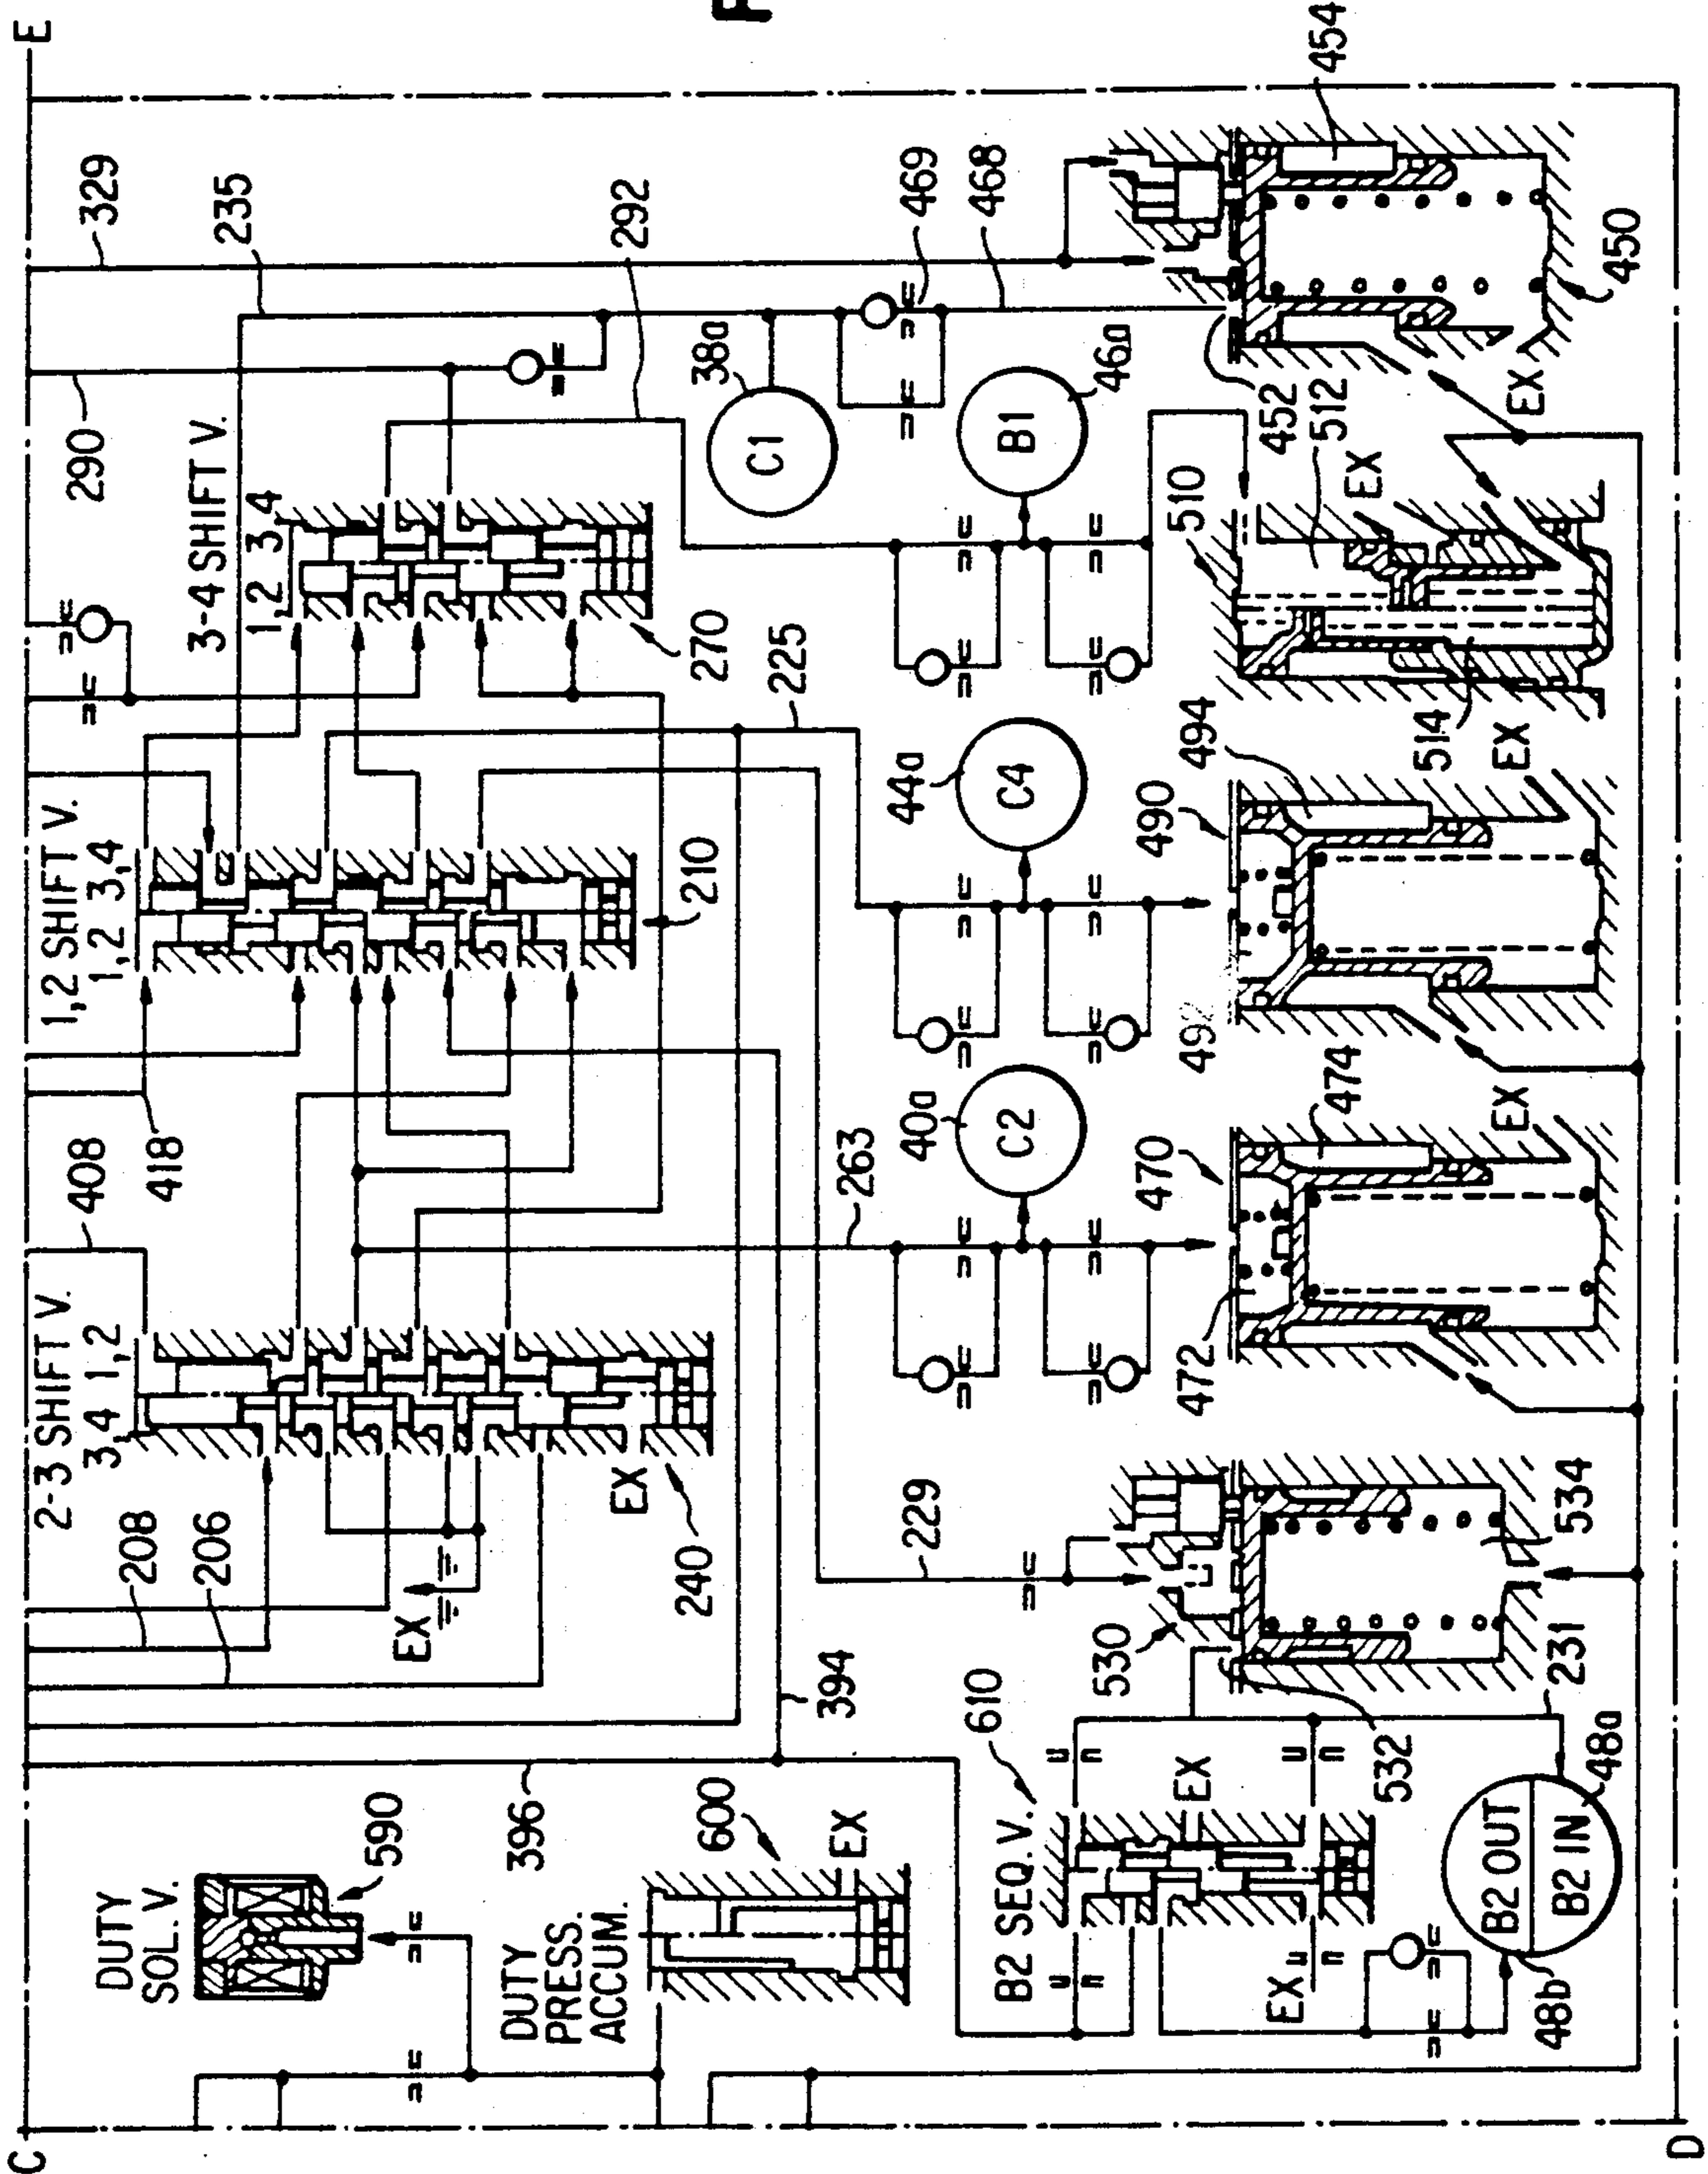 C
E
D
F
2-3 SHIFT V.
3,4 1,2
1,2 SHIFT V.
1,2 3,4
3-4 SHIFT V.
1,2 3,4
208
206
408
418
290
235
329
292
EX
EX
240
210
270
225
263
229
394
396
DUTY
SOL. V.
590
DUTY
PRESS.
ACCUM.
600
EX
B2 SEQ. V.
610
EX
EX
B2 OUT
B2 IN
48a
48b
231
530
532
534
C2
40a
C4
44a
B1
46a
C1
38a
469
468
470
472
474
EX
490
492
494
EX
510
512
514
EX
450
452
454
EX